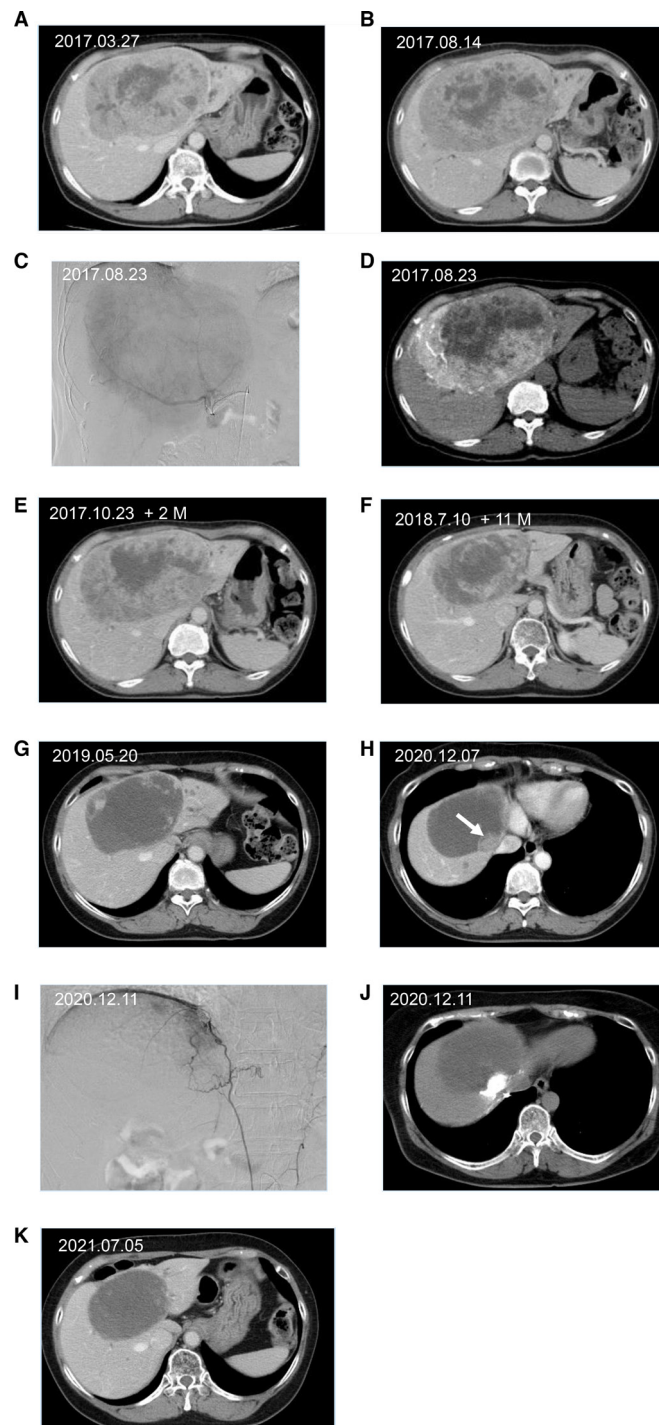 A
2017.03.27
B
2017.08.14
C
2017.08.23
D
2017.08.23
E
2017.10.23 + 2 M
F
2018.7.10 + 11 M
G
2019.05.20
H
2020.12.07
I
2020.12.11
J
2020.12.11
K
2021.07.05